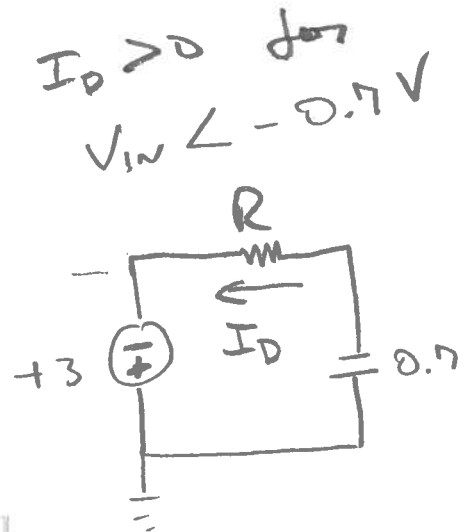 I_D > 0 for
V_IN < -0.7 V
R
−
I_D
− +
+3
0.7